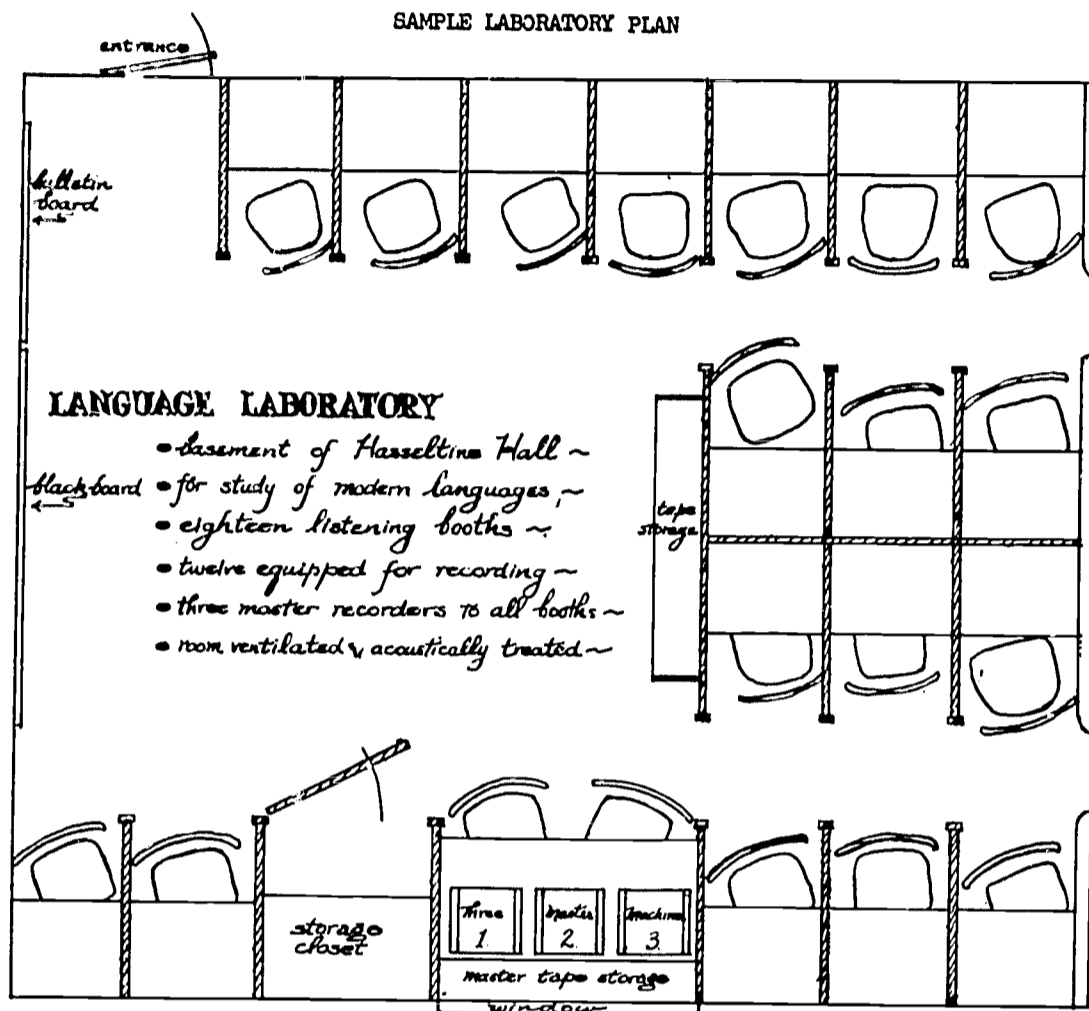 SAMPLE LABORATORY PLAN
entrance
bulletin
board
LANGUAGE LABORATORY
• basement of Hasseltine Hall ~
blackboard
• for study of modern languages, ~
• eighteen listening booths ~
• twelve equipped for recording ~
• three master recorders to all booths ~
• room ventilated & acoustically treated ~
tape
storage
storage
closet
Three
1.
Master
2.
Machines
3.
master tape storage
window